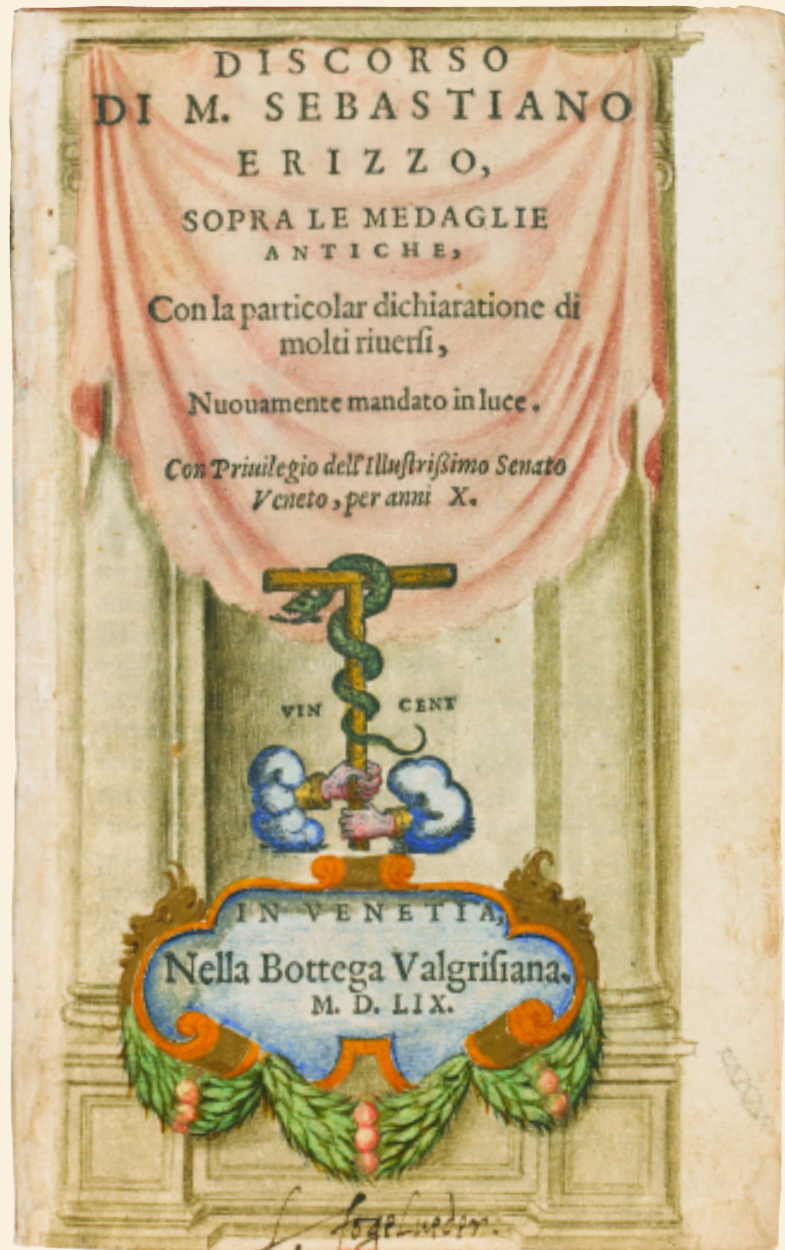 DISCORSO
DI M. SEBASTIANO
ERIZZO,
SOPRA LE MEDAGLIE
ANTICHE,
Con la particolar dichiaratione di
molti riuerſi,
Nuouamente mandato in luce.
Con Priuilegio dell'Illuſtriſſimo Senato
Veneto, per anni X.
VIN CENT
IN VENETIA,
Nella Bottega Valgriſiana.
M. D. LIX.